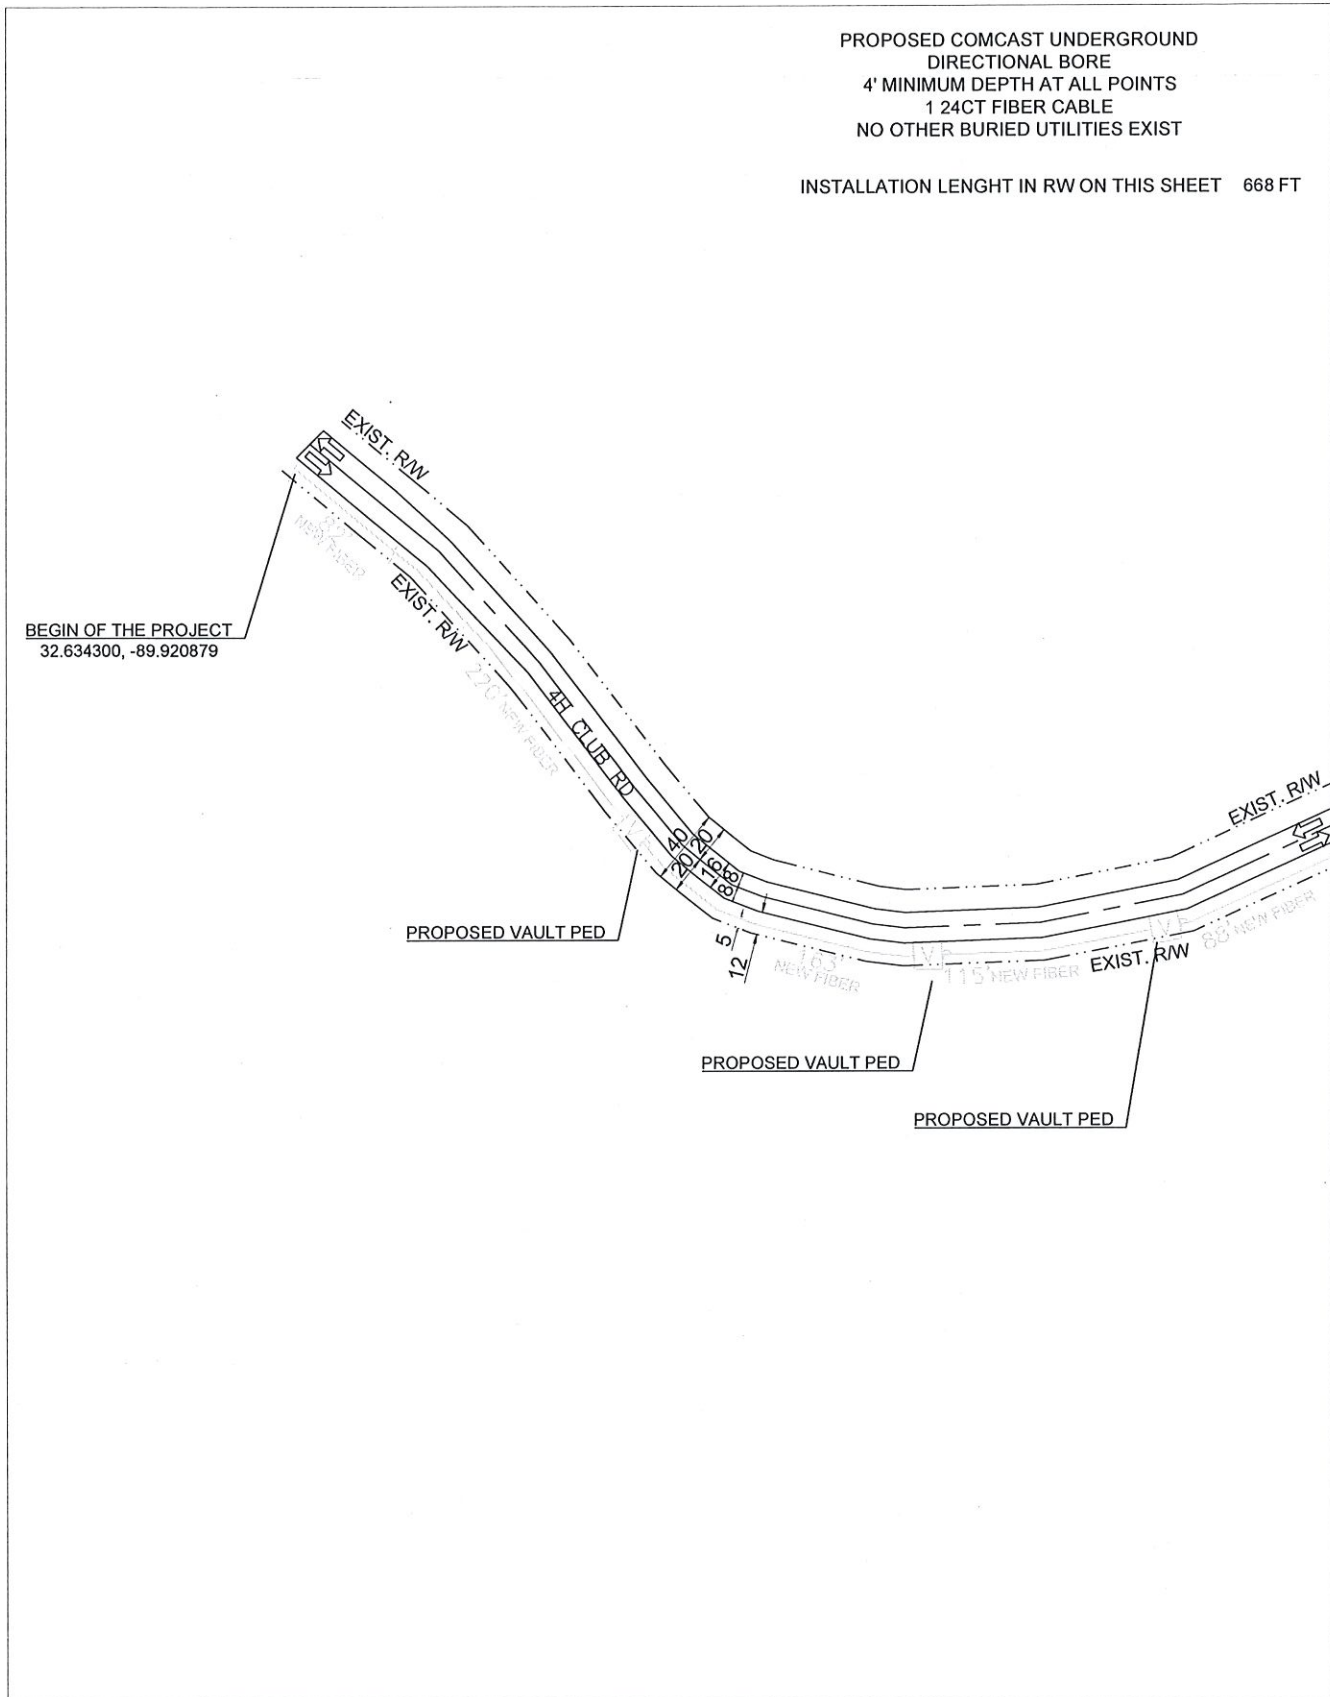 PROPOSED COMCAST UNDERGROUND
DIRECTIONAL BORE
4' MINIMUM DEPTH AT ALL POINTS
1 24CT FIBER CABLE
NO OTHER BURIED UTILITIES EXIST
INSTALLATION LENGHT IN RW ON THIS SHEET 668 FT
EXIST. R/W
82'
NEW FIBER
EXIST. R/W
BEGIN OF THE PROJECT
32.634300, -89.920879
220' NEW FIBER
4H CLUB RD
EXIST. R/W
40
20
20
16
8
8
PROPOSED VAULT PED
5
12
163'
NEW FIBER
V.P
115' NEW FIBER
EXIST. R/W
V.P
88' NEW FIBER
PROPOSED VAULT PED
PROPOSED VAULT PED